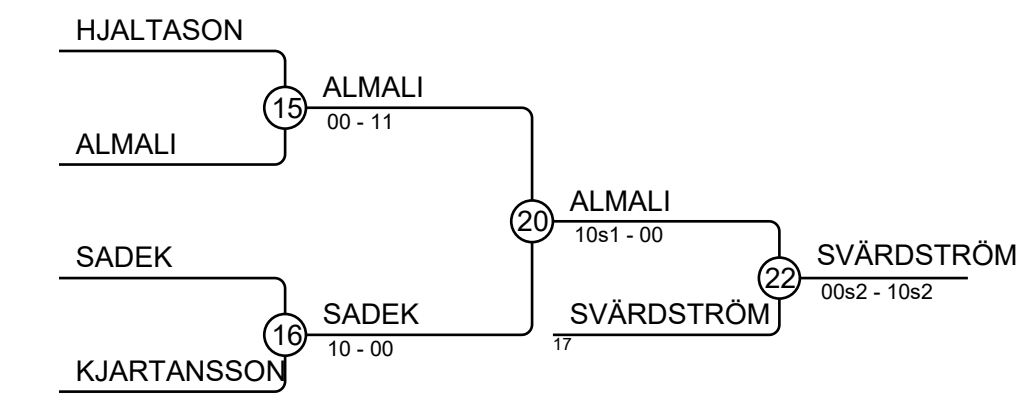 HJALTASON
ALMALI
15
00 - 11
ALMALI
ALMALI
20
10s1 - 00
SADEK
SVÄRDSTRÖM
22
00s2 - 10s2
SADEK
SVÄRDSTRÖM
16
10 - 00
17
KJARTANSSON